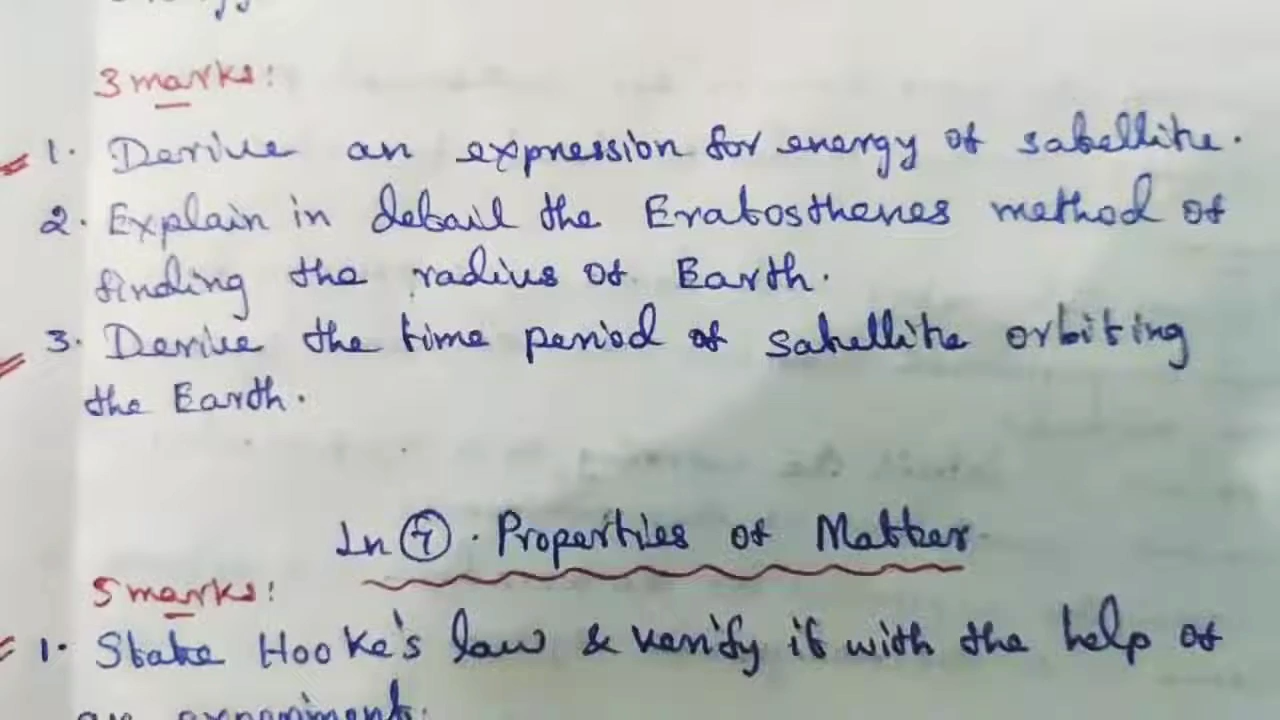 3 marks:
1. Derive an expression for energy of satellite.
2. Explain in detail the Eratosthenes method of
finding the radius of Earth.
3. Derive the time period of satellite orbiting
the Earth.
Ln 7. Properties of Matter
5 marks:
1. State Hooke's law & verify it with the help of
an experiment.